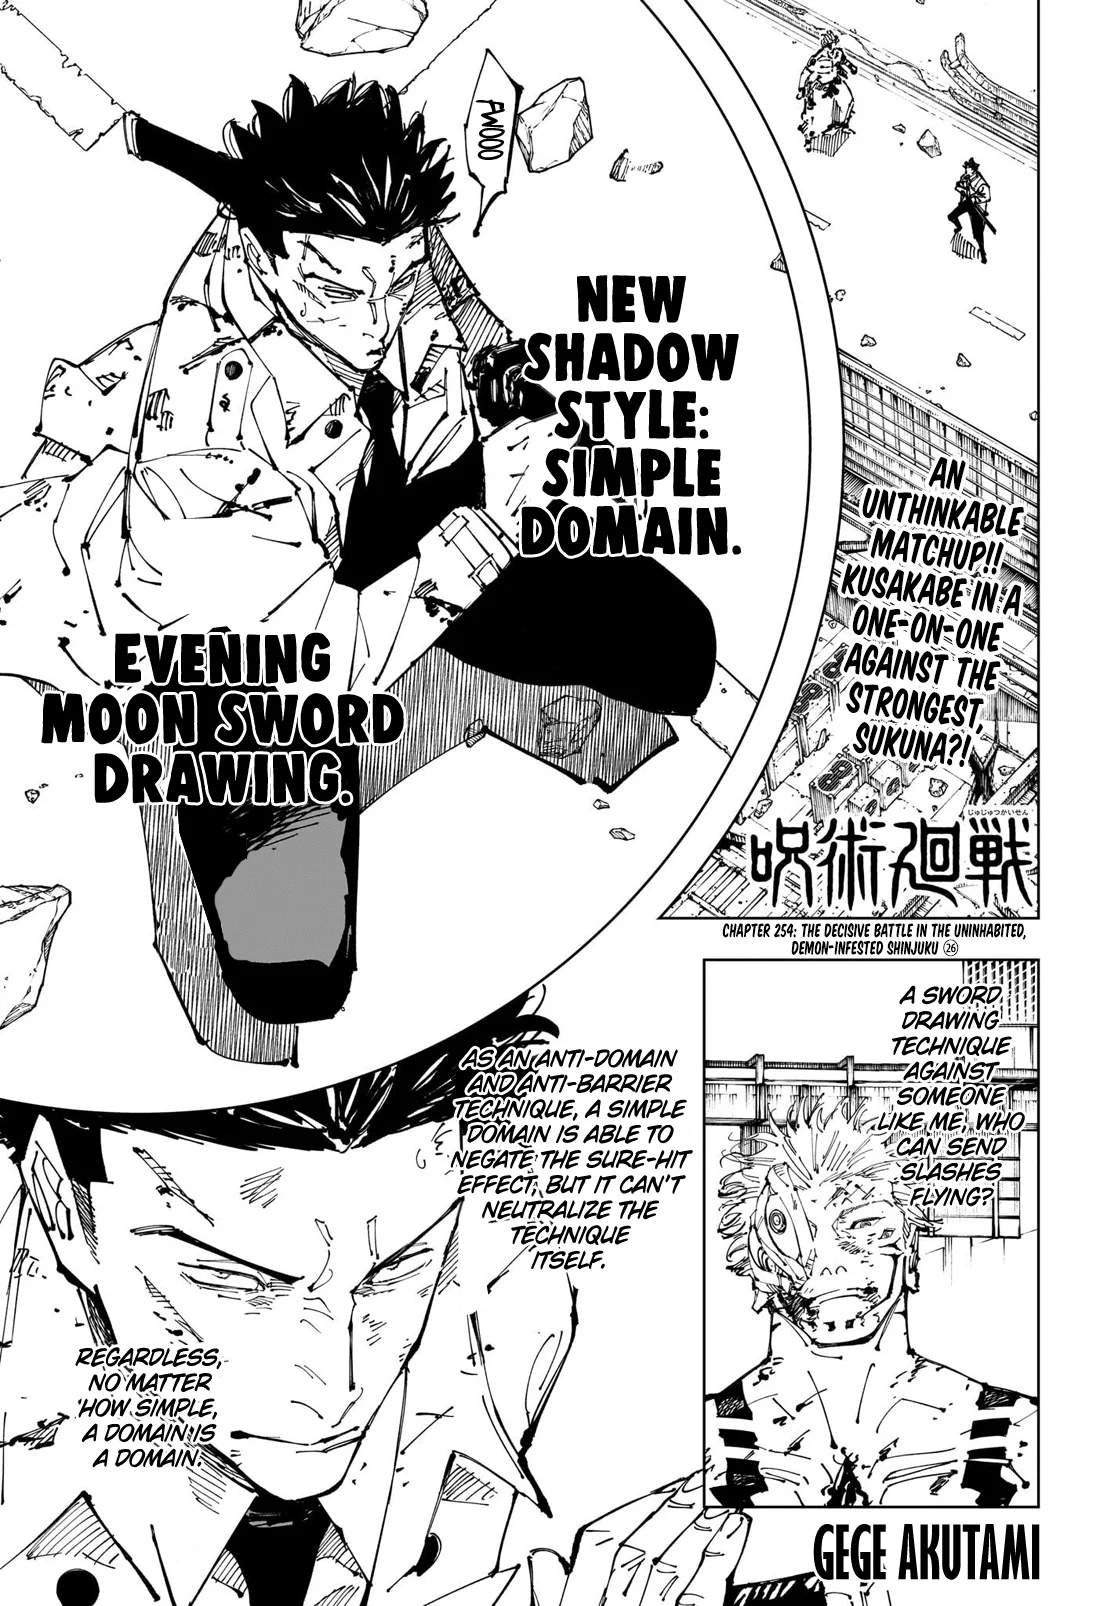 AWOOO
NEW
SHADOW
STYLE:
SIMPLE
DOMAIN.
EVENING
MOON SWORD
DRAWING.
AN
UNTHINKABLE
MATCHUP!!
KUSAKABE IN A
ONE-ON-ONE
AGAINST THE
STRONGEST,
SUKUNA?!
じゅじゅつかいせん
呪術廻戦
CHAPTER 254: THE DECISIVE BATTLE IN THE UNINHABITED,
DEMON-INFESTED SHINJUKU ㉖
A SWORD
DRAWING
TECHNIQUE
AGAINST
SOMEONE
LIKE ME, WHO
CAN SEND
SLASHES
FLYING?
AS AN ANTI-DOMAIN
AND ANTI-BARRIER
TECHNIQUE, A SIMPLE
DOMAIN IS ABLE TO
NEGATE THE SURE-HIT
EFFECT, BUT IT CAN'T
NEUTRALIZE THE
TECHNIQUE
ITSELF.
REGARDLESS,
NO MATTER
HOW SIMPLE,
A DOMAIN IS
A DOMAIN.
GEGE AKUTAMI